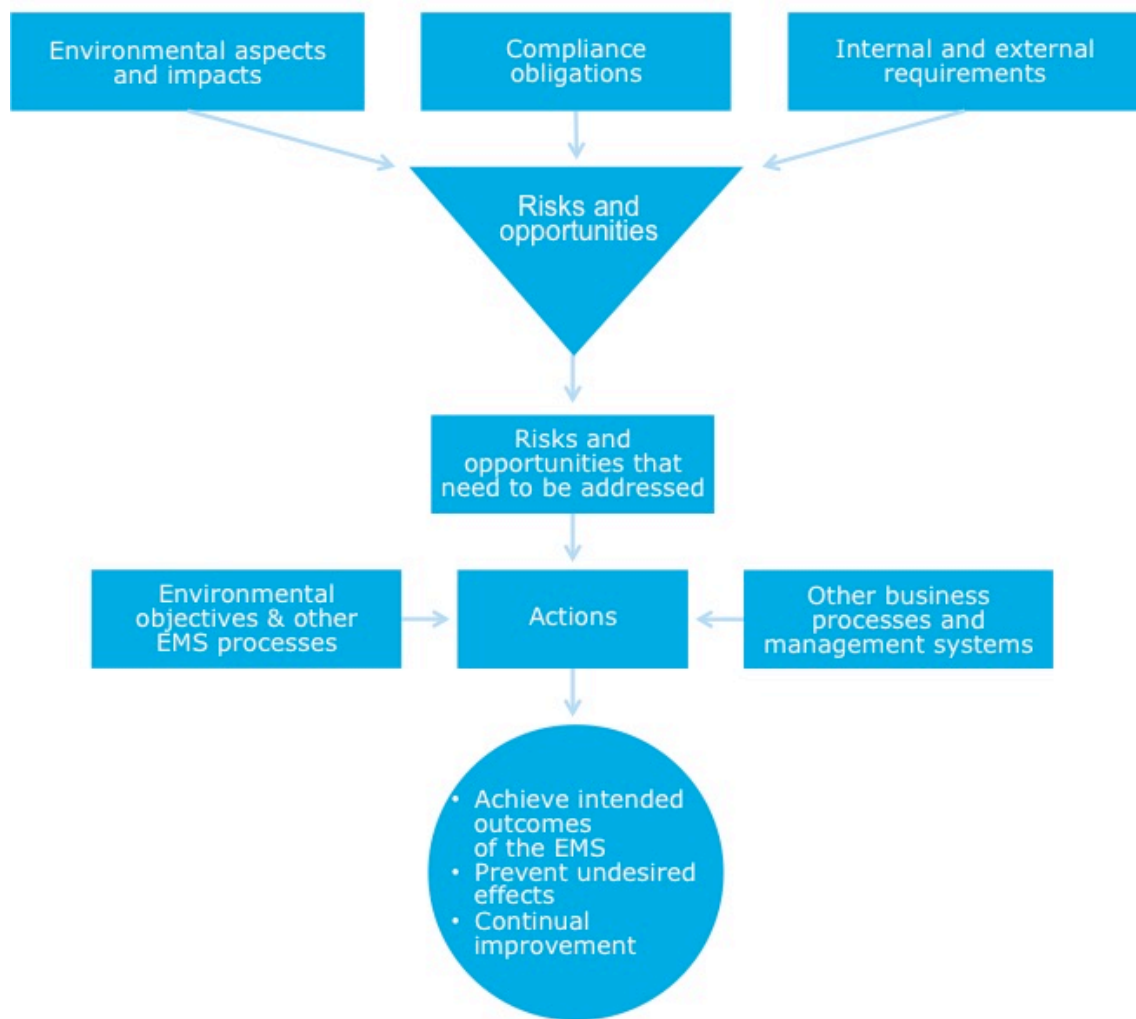 Environmental aspects
and impacts
Compliance
obligations
Internal and external
requirements
Risks and
opportunities
Risks and
opportunities that
need to be addressed
Environmental
objectives & other
EMS processes
Actions
Other business
processes and
management systems
• Achieve intended
outcomes
of the EMS
• Prevent undesired
effects
• Continual
improvement